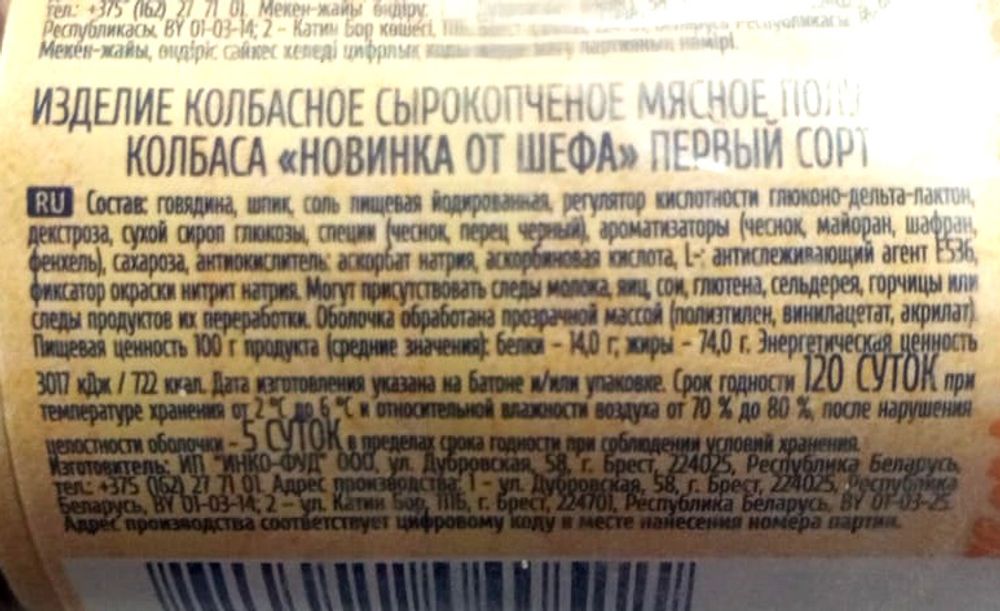 тел.: +375 (162) 27 71 01. Мекен-жайы өндіру:
Республикасы, BY 01-03-14; 2 – Катин Бор көшесі,
Мекен-жайы, өндіріс сәйкес келеді цифрлық нөмірі.
ИЗДЕЛИЕ КОЛБАСНОЕ СЫРОКОПЧЕНОЕ МЯСНОЕ
КОЛБАСА «НОВИНКА ОТ ШЕФА» ПЕРВЫЙ СОРТ
RU Состав: говядина, шпик, соль пищевая йодированная, регулятор кислотности глюконо-дельта-лактон,
декстроза, сухой сироп глюкозы, специи (чеснок, перец черный), ароматизаторы (чеснок, майоран, шафран,
фенхель), сахароза, антиокислитель: аскорбат натрия, аскорбиновая кислота, L-; антислеживающий агент Е536,
фиксатор окраски нитрит натрия. Могут присутствовать следы молока, яиц, сои, глютена, сельдерея, горчицы или
следы продуктов их переработки. Оболочка обработана прозрачной массой (полиэтилен, винилацетат, акрилат).
Пищевая ценность 100 г продукта (средние значения): белки – 14,0 г; жиры – 74,0 г. Энергетическая ценность
3017 кДж / 722 ккал. Дата изготовления указана на батоне и/или упаковке. Срок годности 120 СУТОК при
температуре хранения от 2 °С до 6 °С и относительной влажности воздуха от 70 % до 80 %, после нарушения
целостности оболочки – 5 СУТОК в пределах срока годности при соблюдении условий хранения.
Изготовитель: ИП "ИНКО-ФУД" ООО, ул. Дубровская, 58, г. Брест, 224025, Республика Беларусь,
тел.: +375 (162) 27 71 01. Адрес производства: 1 – ул. Дубровская, 58, г. Брест, 224025, Республика
Беларусь, BY 01-03-14; 2 – ул. Катин Бор, 111Б, г. Брест, 224701, Республика Беларусь, BY 01-03-25.
Адрес производства соответствует цифровому коду в месте нанесения номера партии.